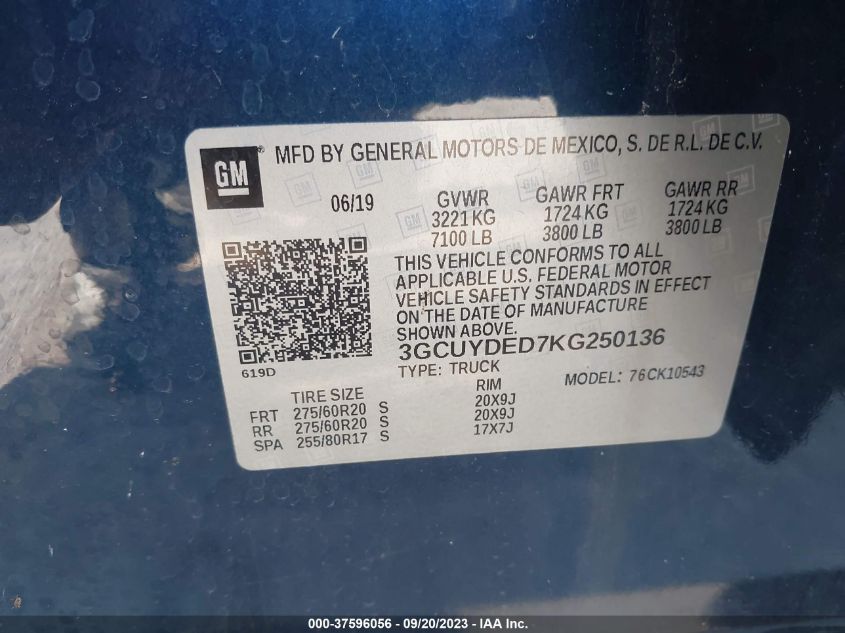 GM® MFD BY GENERAL MOTORS DE MEXICO, S. DE R.L. DE C.V.
06/19
GVWR GAWR FRT GAWR RR
3221 KG 1724 KG 1724 KG
7100 LB 3800 LB 3800 LB
THIS VEHICLE CONFORMS TO ALL
APPLICABLE U.S. FEDERAL MOTOR
VEHICLE SAFETY STANDARDS IN EFFECT
ON THE DATE OF MANUFACTURE
SHOWN ABOVE.
3GCUYDED7KG250136
619D
TYPE: TRUCK
MODEL: 76CK10543
TIRE SIZE RIM
FRT 275/60R20 S 20X9J
RR 275/60R20 S 20X9J
SPA 255/80R17 S 17X7J
000-37596056 - 09/20/2023 - IAA Inc.